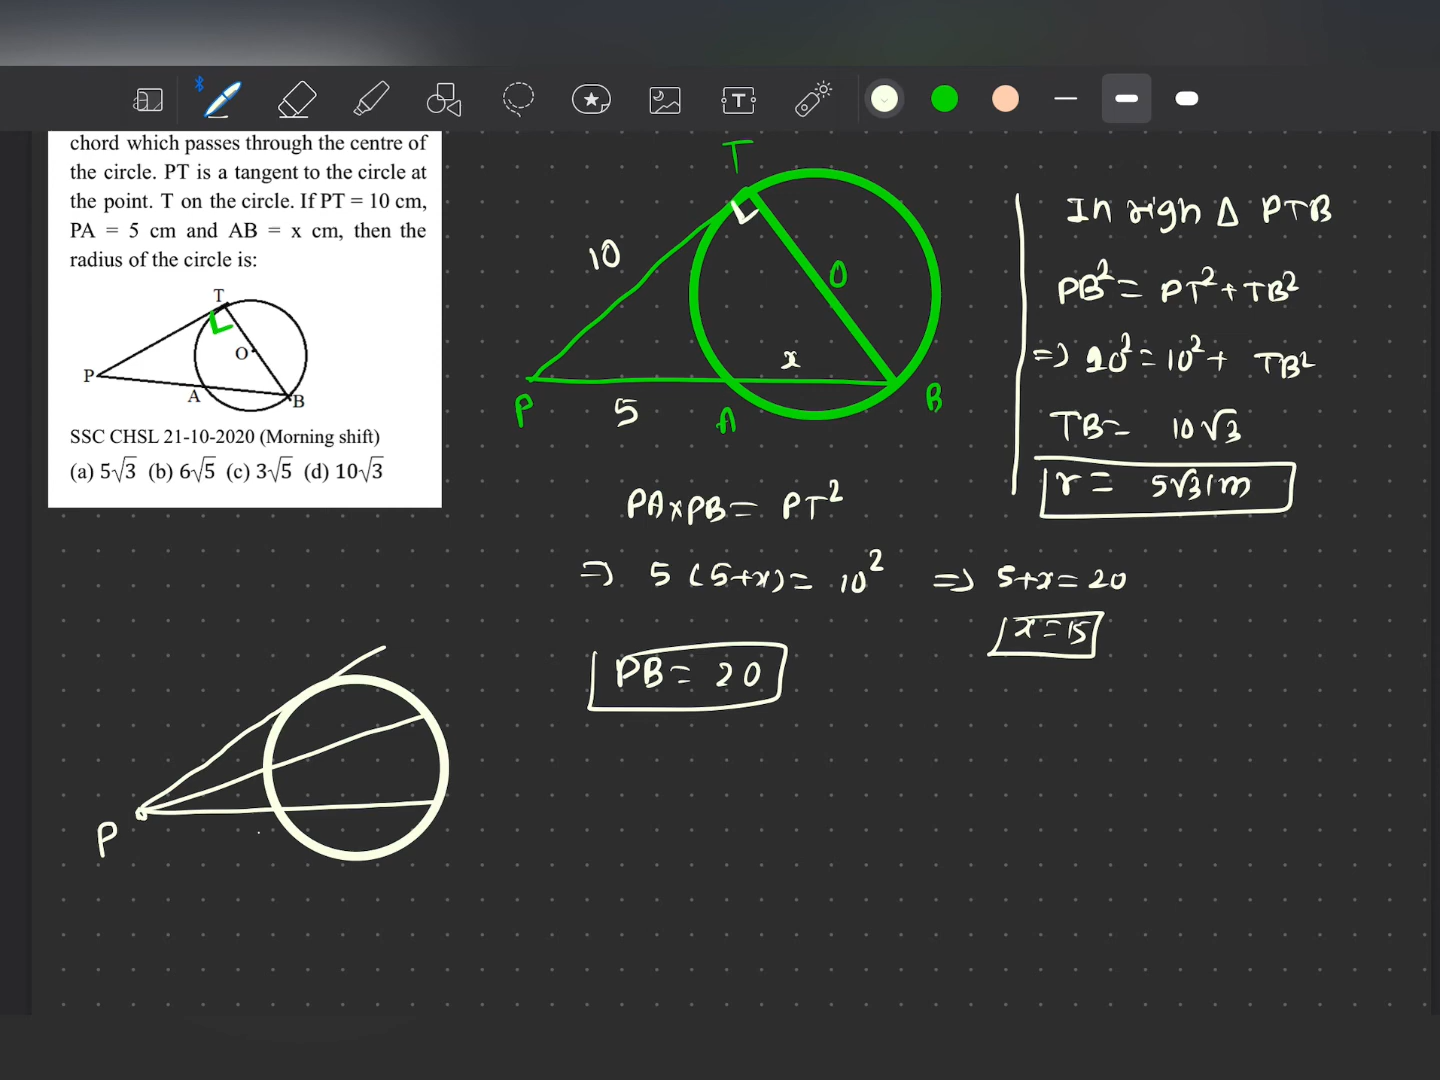 chord which passes through the centre of
the circle. PT is a tangent to the circle at
the point. T on the circle. If PT = 10 cm,
PA = 5 cm and AB = x cm, then the
radius of the circle is:
T
O
P
A
B
SSC CHSL 21-10-2020 (Morning shift)
(a) 5√3 (b) 6√5 (c) 3√5 (d) 10√3
T
10
O
x
P
5
A
B
In righ Δ PTB
PB² = PT² + TB²
⇒ 20² = 10² + TB²
TB = 10√3
r = 5√3 cm
PA × PB = PT²
⇒ 5 (5+x) = 10² ⇒ 5+x = 20
x = 15
PB = 20
P